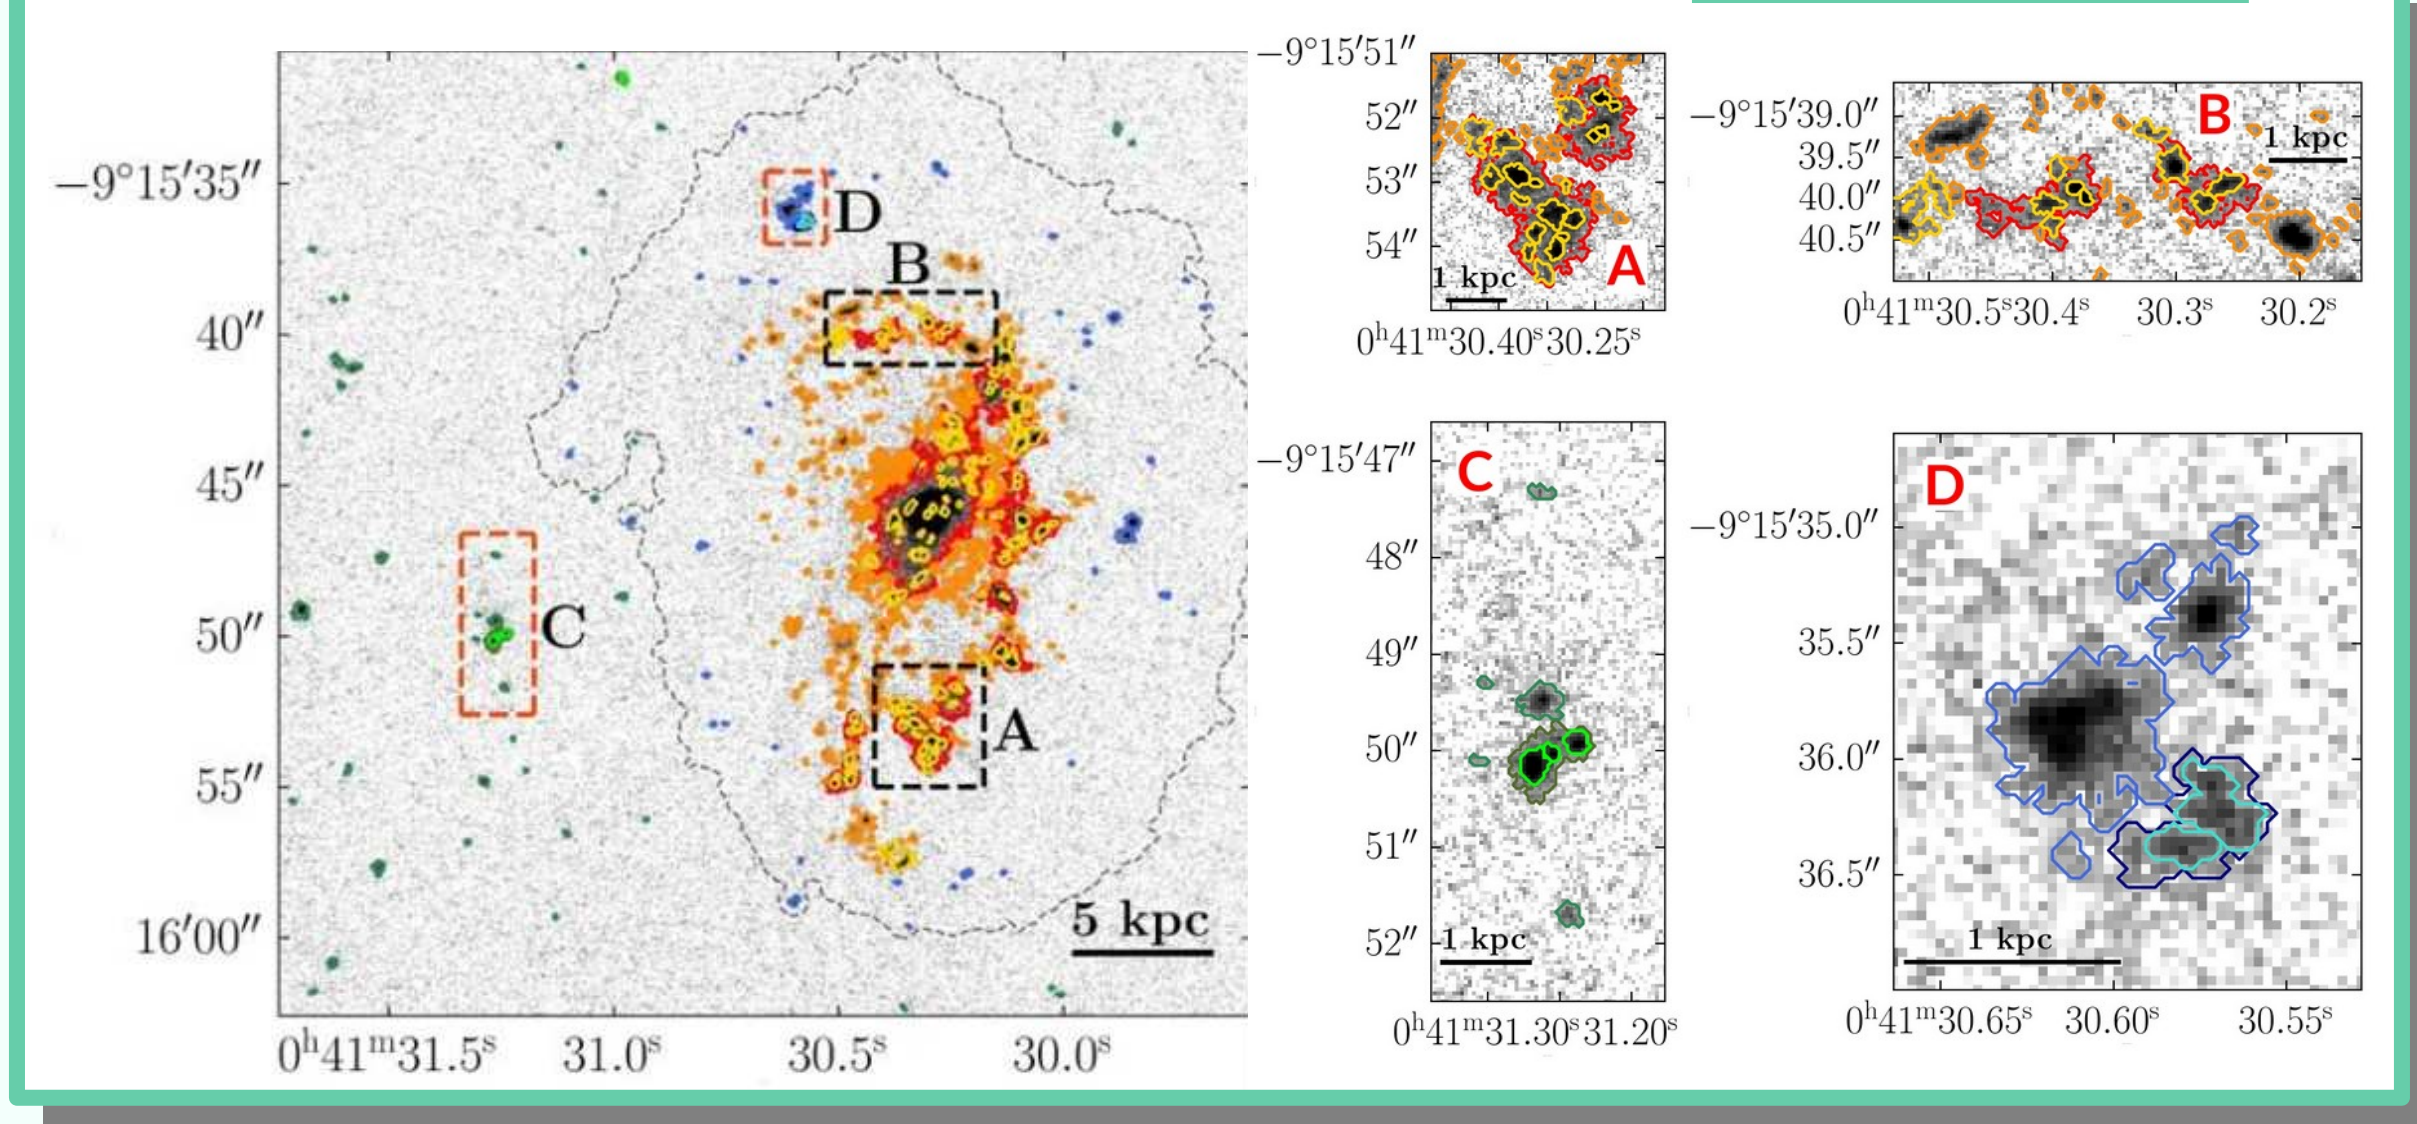 −9°15′35″
40″
45″
50″
55″
16′00″
D
B
C
A
5 kpc
0ʰ41ᵐ31.5ˢ 31.0ˢ 30.5ˢ 30.0ˢ
−9°15′51″
52″
53″
54″
1 kpc
A
0ʰ41ᵐ30.40ˢ30.25ˢ
−9°15′39.0″
39.5″
40.0″
40.5″
B
1 kpc
0ʰ41ᵐ30.5ˢ30.4ˢ 30.3ˢ 30.2ˢ
−9°15′47″
48″
49″
50″
51″
52″
C
1 kpc
0ʰ41ᵐ31.30ˢ31.20ˢ
−9°15′35.0″
35.5″
36.0″
36.5″
D
1 kpc
0ʰ41ᵐ30.65ˢ 30.60ˢ 30.55ˢ